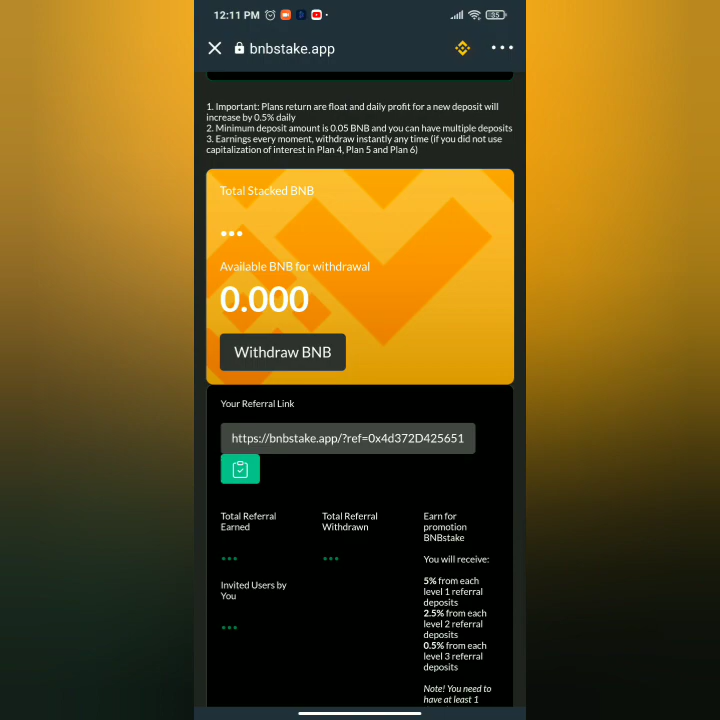 12:11 PM
35
bnbstake.app
1. Important: Plans return are float and daily profit for a new deposit will
increase by 0.5% daily
2. Minimum deposit amount is 0.05 BNB and you can have multiple deposits
3. Earnings every moment, withdraw instantly any time (if you did not use
capitalization of interest in Plan 4, Plan 5 and Plan 6)
Total Stacked BNB
...
Available BNB for withdrawal
0.000
Withdraw BNB
Your Referral Link
https://bnbstake.app/?ref=0x4d372D425651
Total Referral
Earned
...
Total Referral
Withdrawn
...
Invited Users by
You
...
Earn for
promotion
BNBstake
You will receive:
5% from each
level 1 referral
deposits
2.5% from each
level 2 referral
deposits
0.5% from each
level 3 referral
deposits
Note! You need to
have at least 1